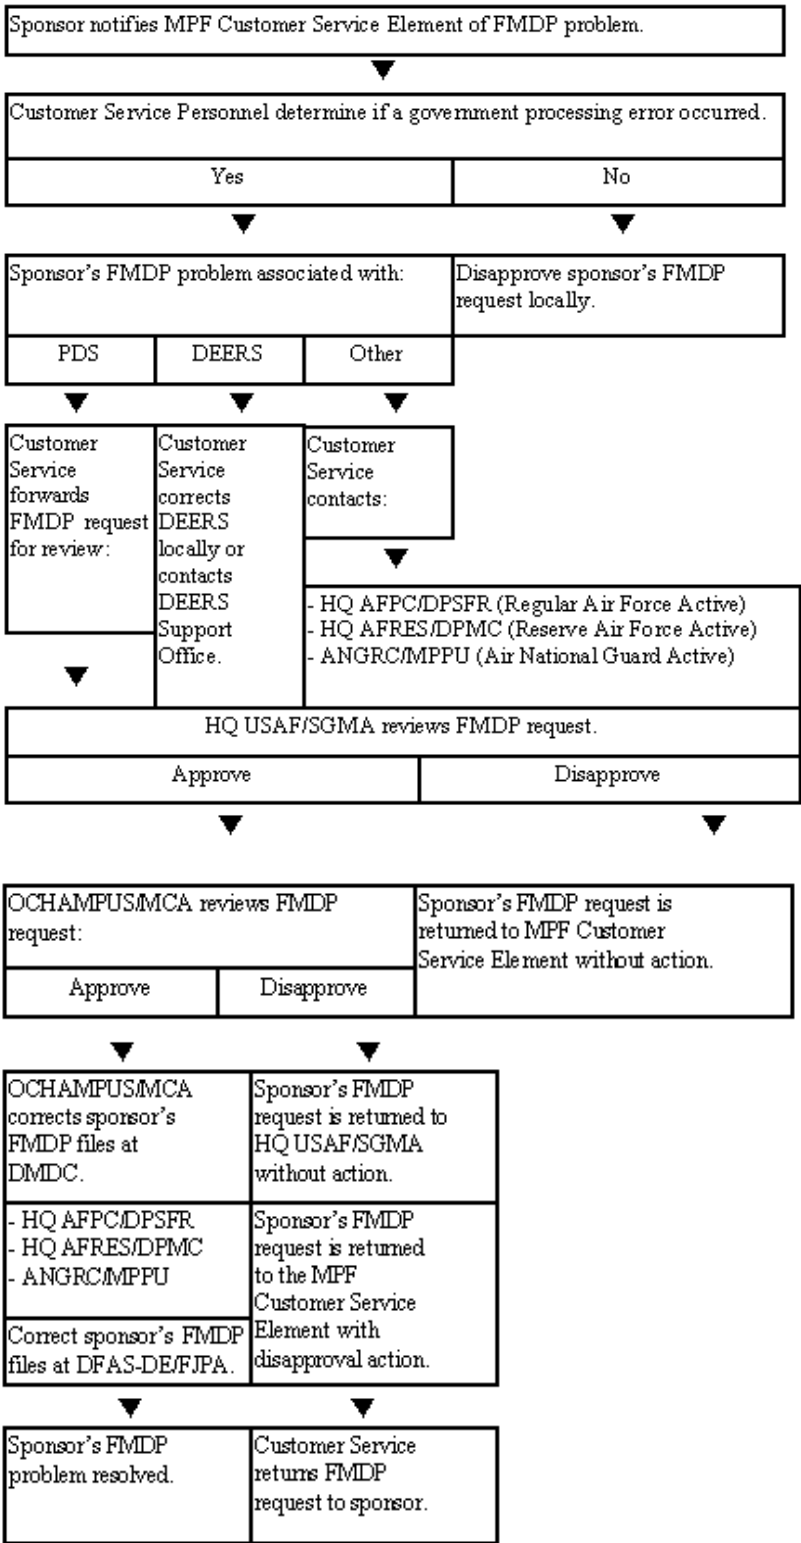 Sponsor notifies MPF Customer Service Element of FMDP problem.
Customer Service Personnel determine if a government processing error occurred.
Yes
No
Sponsor's FMDP problem associated with:
Disapprove sponsor's FMDP
request locally.
PDS
DEERS
Other
Customer
Service
forwards
FMDP request
for review:
Customer
Service
corrects
DEERS
locally or
contacts
DEERS
Support
Office.
Customer
Service
contacts:
- HQ AFPC/DPSFR (Regular Air Force Active)
- HQ AFRES/DPMC (Reserve Air Force Active)
- ANGRC/MPPU (Air National Guard Active)
HQ USAF/SGMA reviews FMDP request.
Approve
Disapprove
OCHAMPUS/MCA reviews FMDP
request:
Sponsor's FMDP request is
returned to MPF Customer
Service Element without action.
Approve
Disapprove
OCHAMPUS/MCA
corrects sponsor's
FMDP files at
DMDC.
Sponsor's FMDP
request is returned to
HQ USAF/SGMA
without action.
- HQ AFPC/DPSFR
- HQ AFRES/DPMC
- ANGRC/MPPU
Sponsor's FMDP
request is returned
to the MPF
Customer Service
Element with
disapproval action.
Correct sponsor's FMDP
files at DFAS-DE/FJPA.
Sponsor's FMDP
problem resolved.
Customer Service
returns FMDP
request to sponsor.